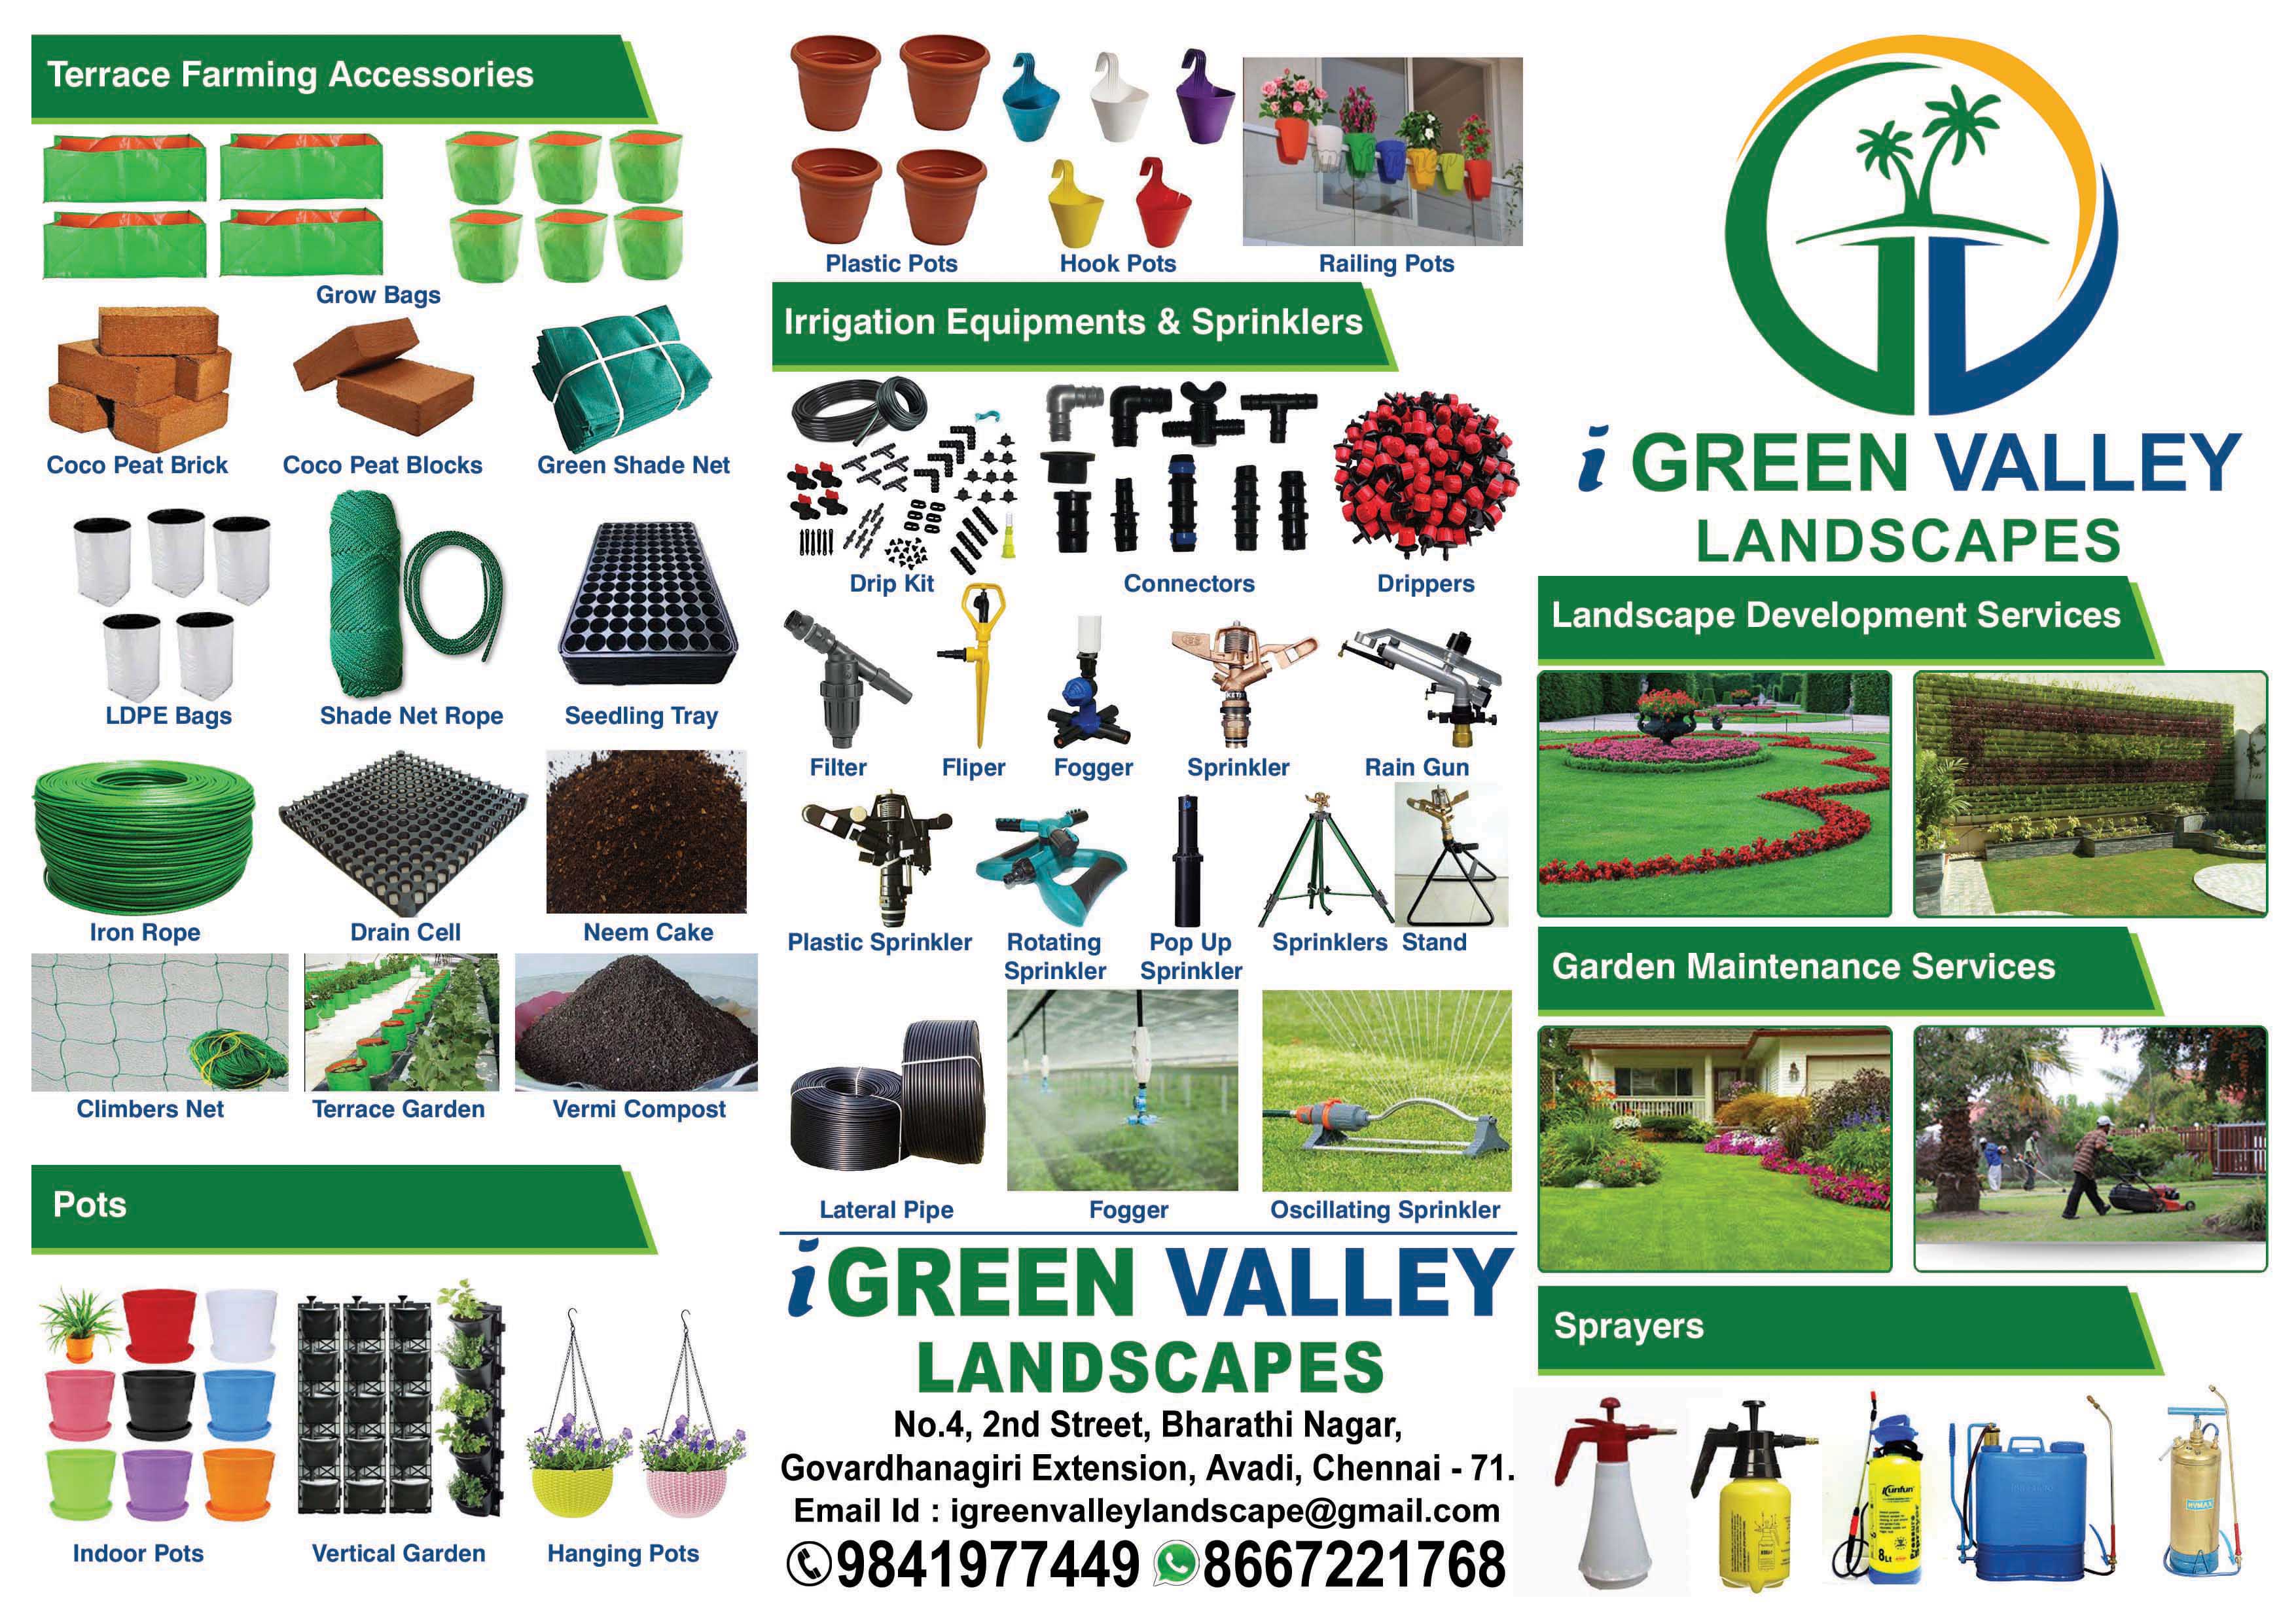 Terrace Farming Accessories
Grow Bags
Coco Peat Brick
Coco Peat Blocks
Green Shade Net
LDPE Bags
Shade Net Rope
Seedling Tray
Iron Rope
Drain Cell
Neem Cake
Climbers Net
Terrace Garden
Vermi Compost
Pots
Indoor Pots
Vertical Garden
Hanging Pots
Plastic Pots
Hook Pots
Railing Pots
Irrigation Equipments & Sprinklers
Drip Kit
Connectors
Drippers
Filter
Fliper
Fogger
Sprinkler
Rain Gun
Plastic Sprinkler
Rotating
Sprinkler
Pop Up
Sprinkler
Sprinklers Stand
Lateral Pipe
Fogger
Oscillating Sprinkler
i GREEN VALLEY
LANDSCAPES
No.4, 2nd Street, Bharathi Nagar,
Govardhanagiri Extension, Avadi, Chennai - 71.
Email Id : igreenvalleylandscape@gmail.com
9841977449 8667221768
i GREEN VALLEY
LANDSCAPES
Landscape Development Services
Garden Maintenance Services
Sprayers
Kunfun
Pressure
Sprayer
8Lt